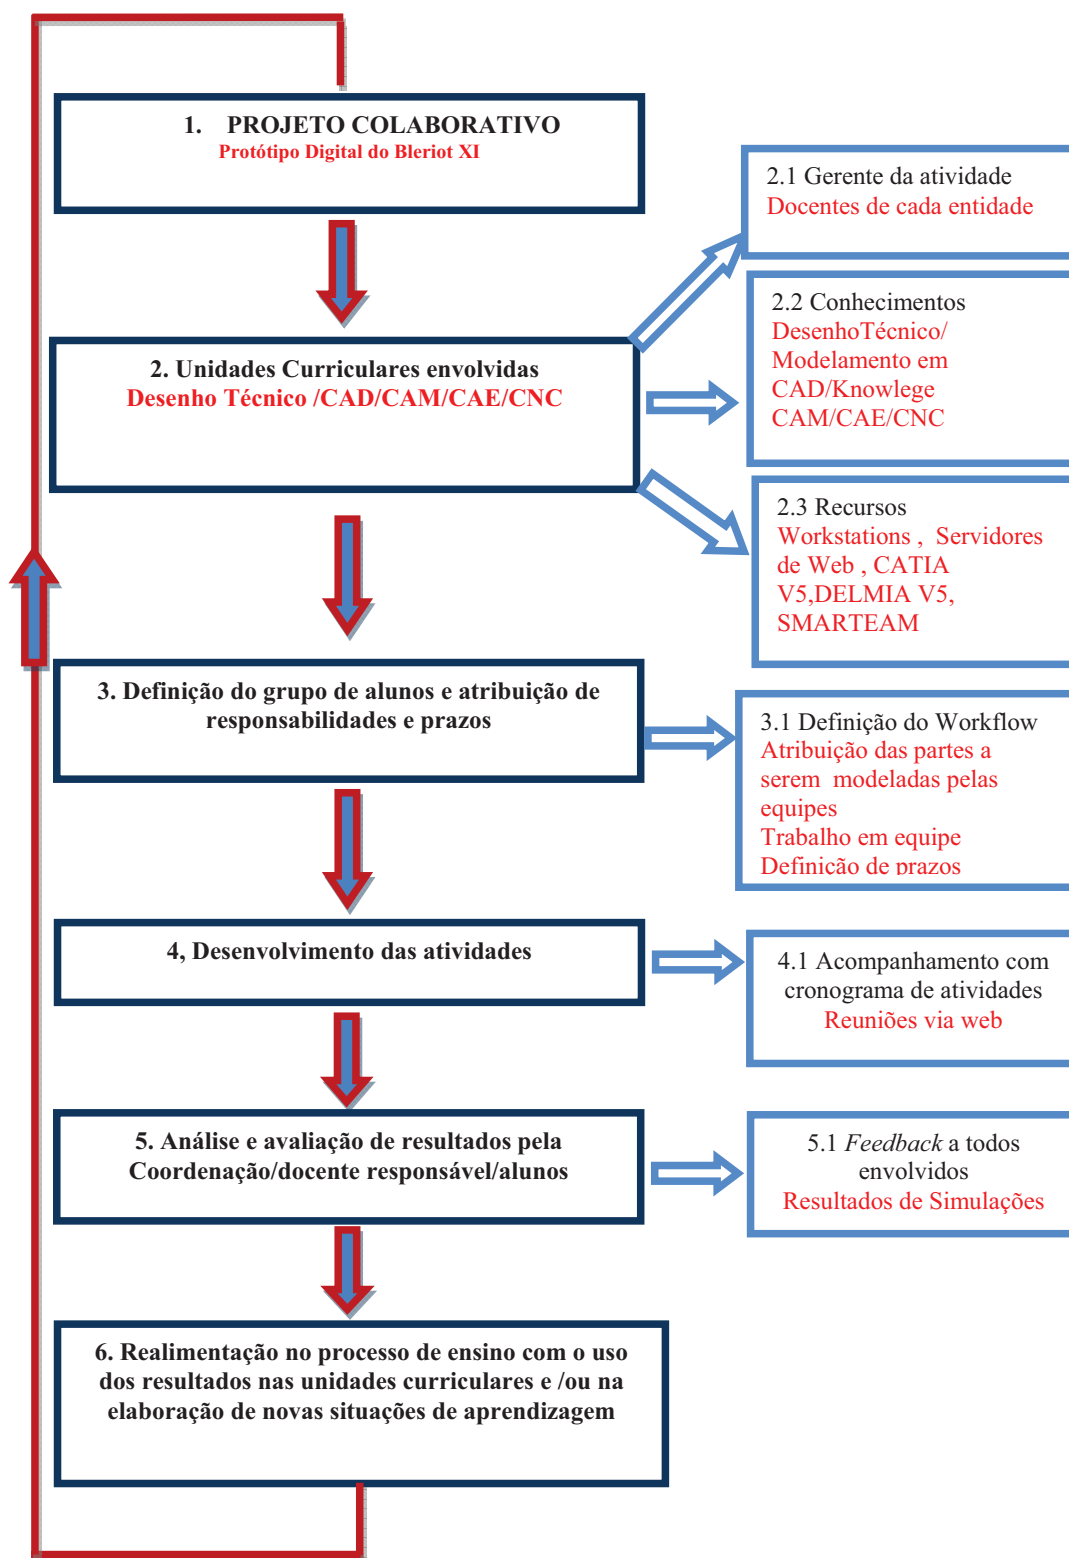 1. PROJETO COLABORATIVO
Protótipo Digital do Bleriot XI
2.1 Gerente da atividade
Docentes de cada entidade
2. Unidades Curriculares envolvidas
Desenho Técnico /CAD/CAM/CAE/CNC
2.2 Conhecimentos
DesenhoTécnico/
Modelamento em
CAD/Knowlege
CAM/CAE/CNC
2.3 Recursos
Workstations , Servidores
de Web , CATIA
V5,DELMIA V5,
SMARTEAM
3. Definição do grupo de alunos e atribuição de
responsabilidades e prazos
3.1 Definição do Workflow
Atribuição das partes a
serem modeladas pelas
equipes
Trabalho em equipe
Definição de prazos
4, Desenvolvimento das atividades
4.1 Acompanhamento com
cronograma de atividades
Reuniões via web
5. Análise e avaliação de resultados pela
Coordenação/docente responsável/alunos
5.1 Feedback a todos
envolvidos
Resultados de Simulações
6. Realimentação no processo de ensino com o uso
dos resultados nas unidades curriculares e /ou na
elaboração de novas situações de aprendizagem